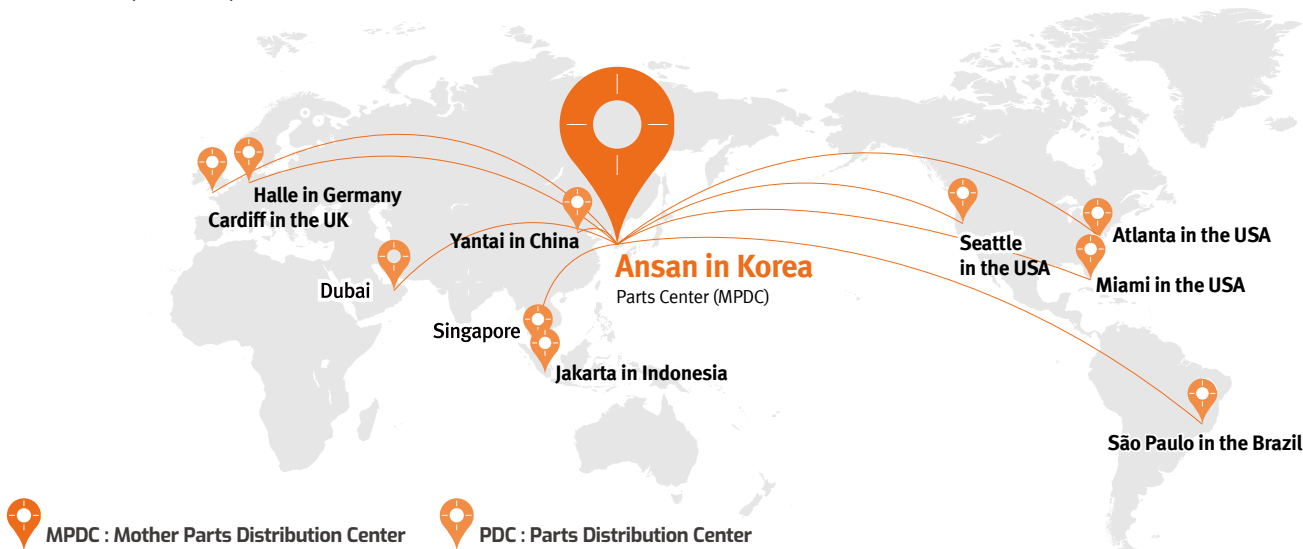 Halle in Germany
Cardiff in the UK
Dubai
Yantai in China
Ansan in Korea
Parts Center (MPDC)
Singapore
Jakarta in Indonesia
Seattle
in the USA
Atlanta in the USA
Miami in the USA
São Paulo in the Brazil
MPDC : Mother Parts Distribution Center
PDC : Parts Distribution Center